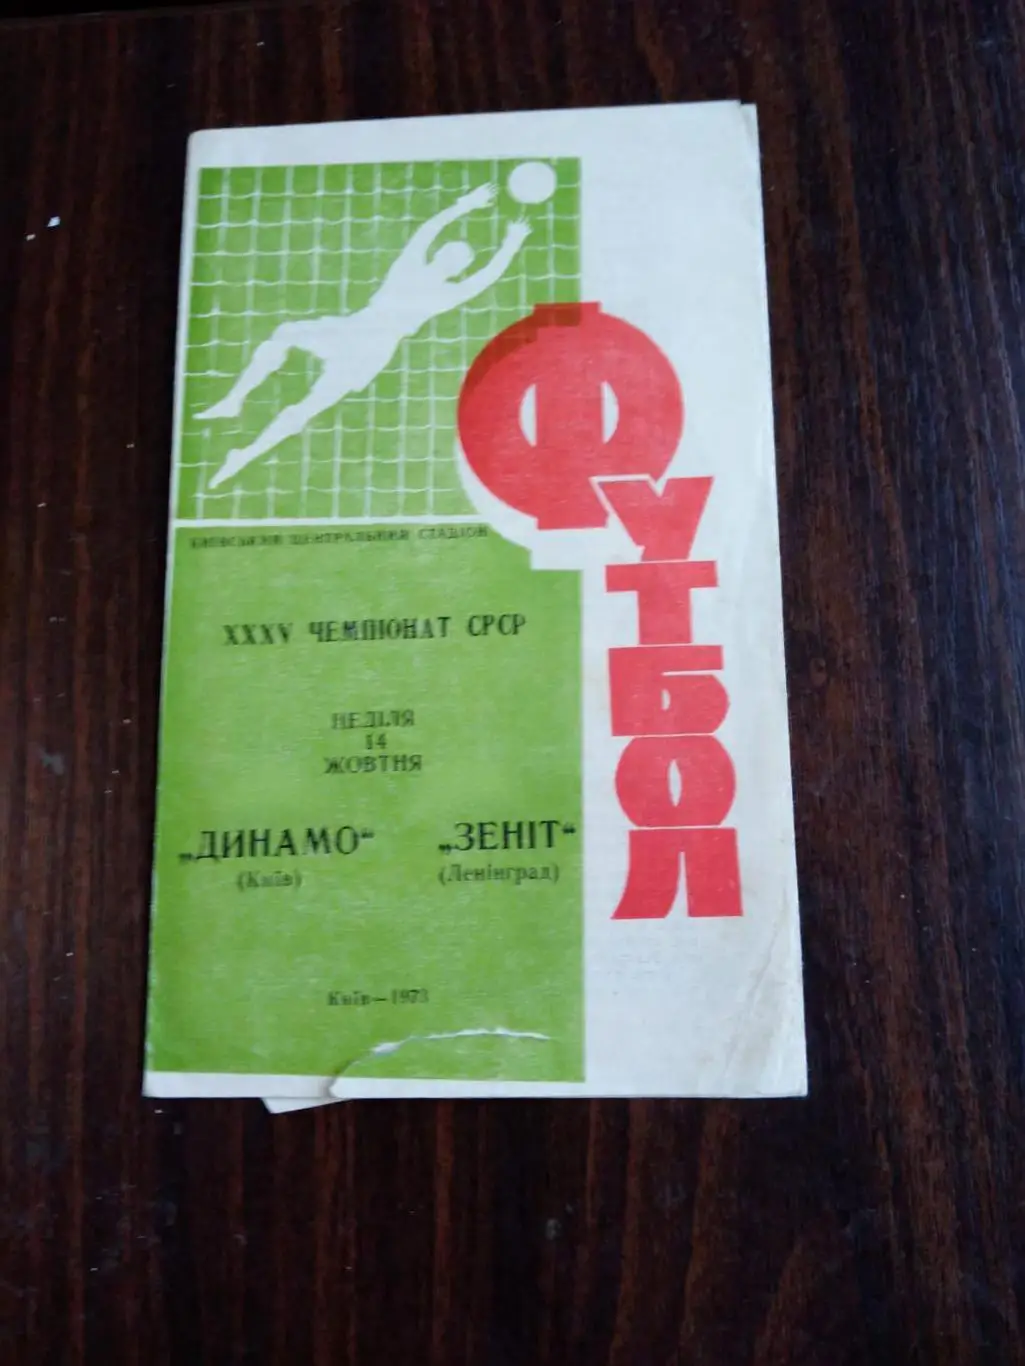 ФУТБОЛ
КИЇВСЬКИЙ ЦЕНТРАЛЬНИЙ СТАДІОН
XXXV ЧЕМПІОНАТ СРСР
НЕДІЛЯ
14
ЖОВТНЯ
„ДИНАМО“ „ЗЕНІТ“
(Київ) (Ленінград)
Київ—1973